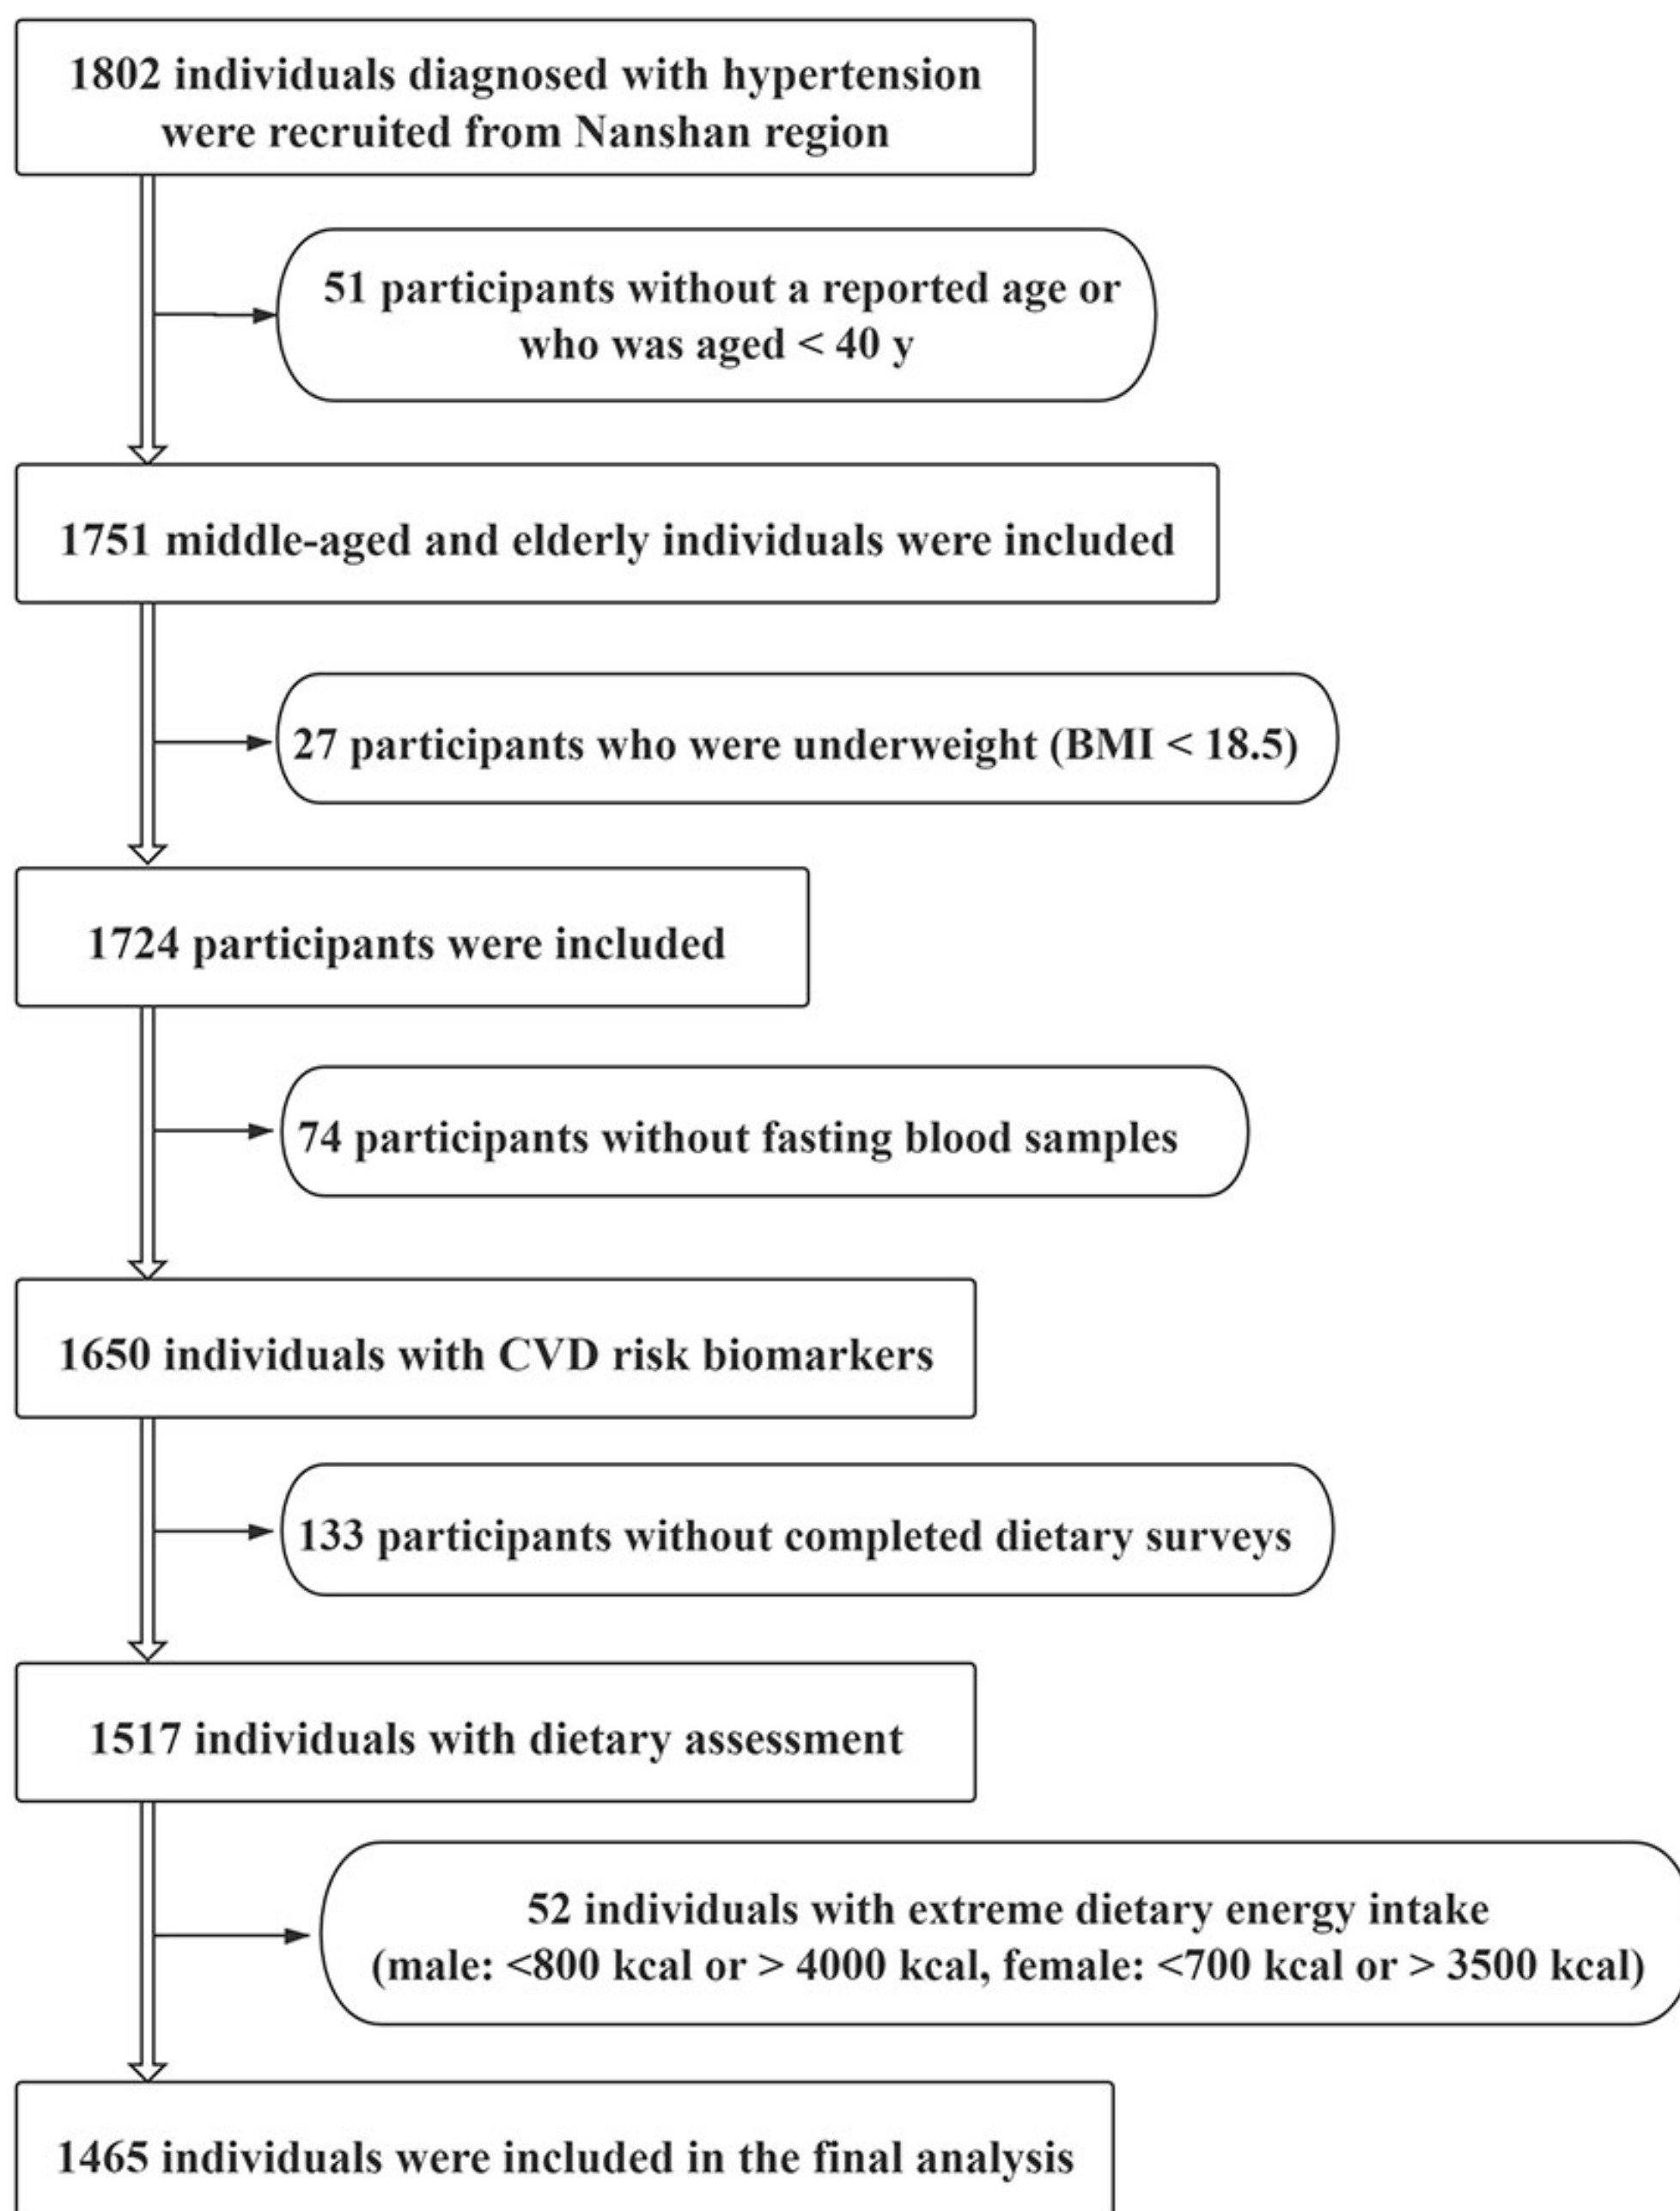 1802 individuals diagnosed with hypertension
were recruited from Nanshan region
51 participants without a reported age or
who was aged < 40 y
1751 middle-aged and elderly individuals were included
27 participants who were underweight (BMI < 18.5)
1724 participants were included
74 participants without fasting blood samples
1650 individuals with CVD risk biomarkers
133 participants without completed dietary surveys
1517 individuals with dietary assessment
52 individuals with extreme dietary energy intake
(male: <800 kcal or > 4000 kcal, female: <700 kcal or > 3500 kcal)
1465 individuals were included in the final analysis